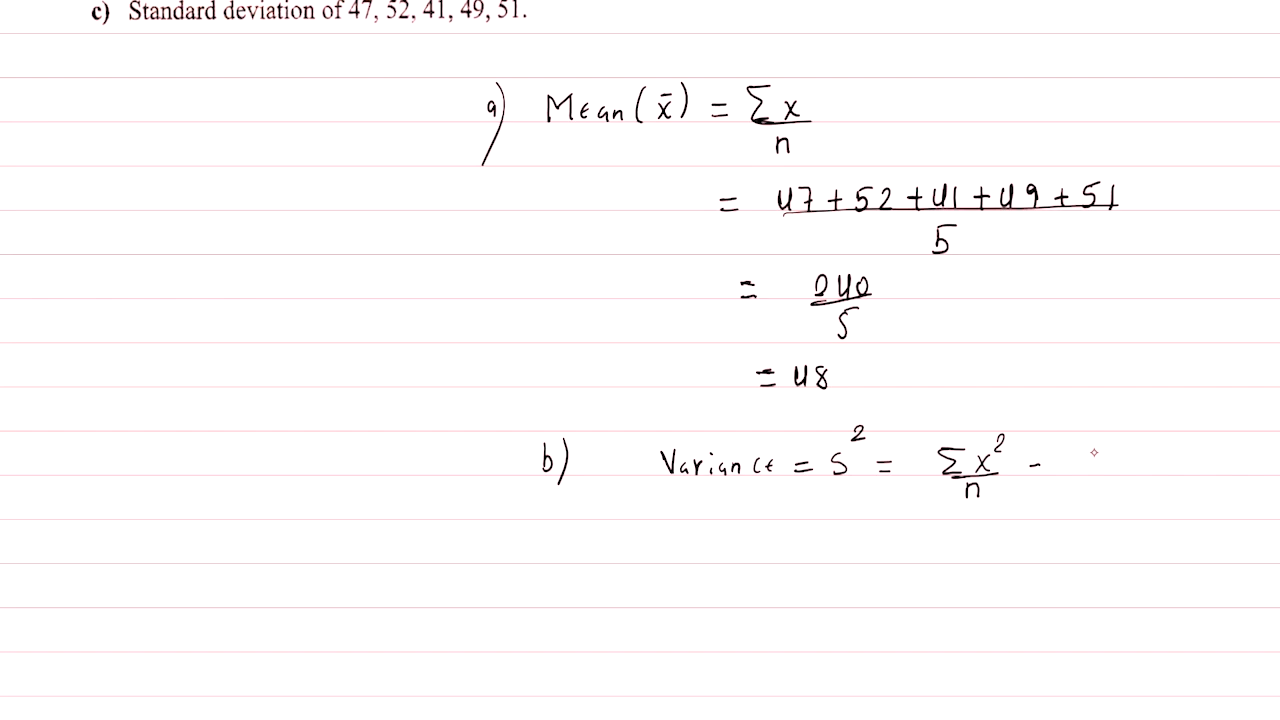 c) Standard deviation of 47, 52, 41, 49, 51.
a) Mean (x̄) = Σx / n
= 47 + 52 + 41 + 49 + 51 / 5
= 240 / 5
= 48
b) Variance = S² = Σx² / n -